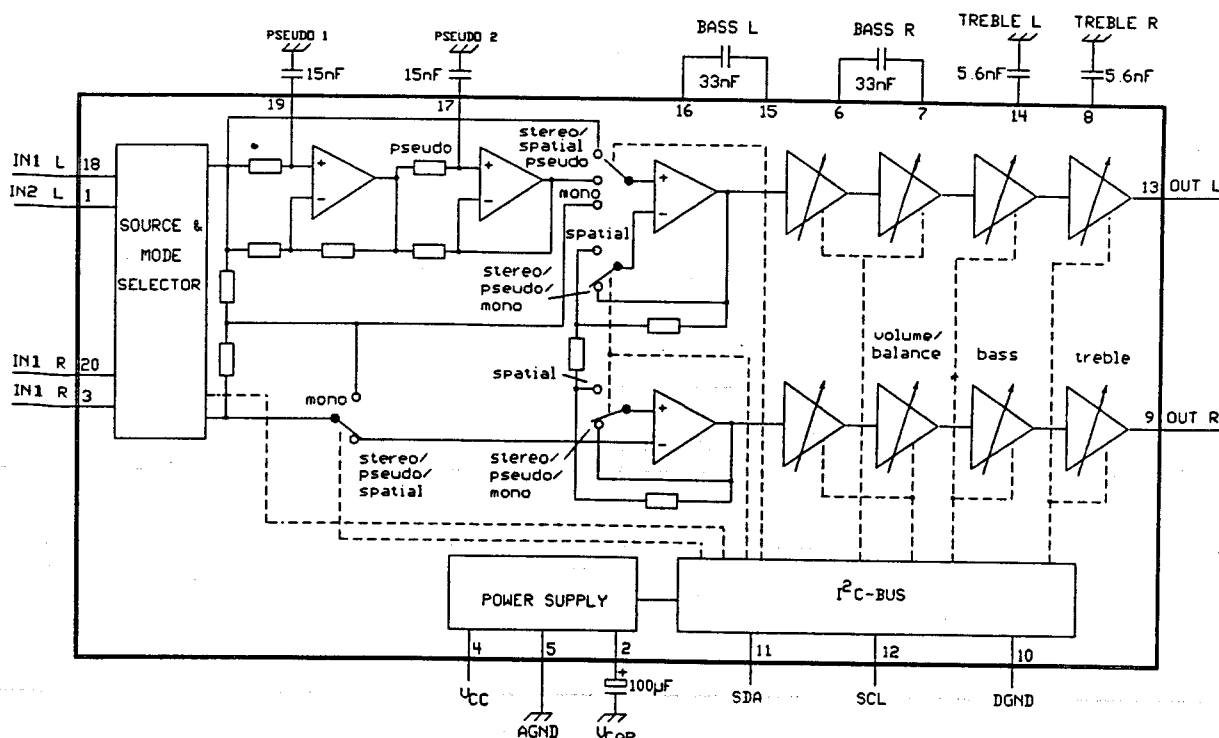 PSEUDO 1
PSEUDO 2
BASS L
BASS R
TREBLE L
TREBLE R
15nF
15nF
33nF
33nF
5.6nF
5.6nF
19
17
16
15
6
7
14
8
IN1 L 18
IN2 L 1
SOURCE &
MODE
SELECTOR
IN1 R 20
IN1 R 3
pseudo
stereo/
spatial
pseudo
mono
spatial
stereo/
pseudo/
mono
spatial
mono
stereo/
pseudo/
spatial
stereo/
pseudo/
mono
volume/
balance
bass
treble
13 OUT L
9 OUT R
POWER SUPPLY
I²C-BUS
4
5
2
11
12
10
VCC
AGND
+
100µF
VCAP
SDA
SCL
DGND
+
-
+
-
+
-
+
-